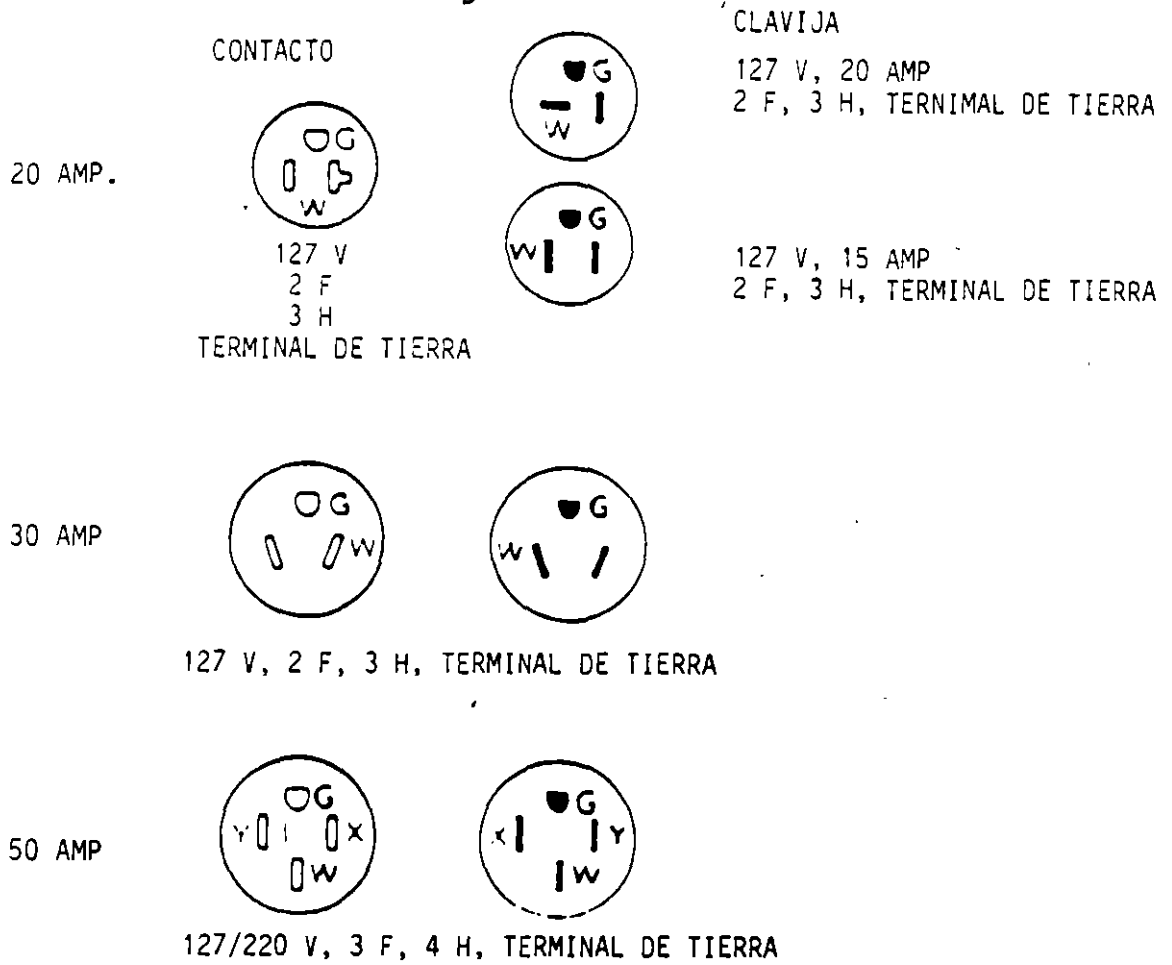 CONTACTO
CLAVIJA
20 AMP.
G
W
127 V
2 F
3 H
TERMINAL DE TIERRA
G
W
127 V, 20 AMP
2 F, 3 H, TERNIMAL DE TIERRA
G
W
127 V, 15 AMP
2 F, 3 H, TERMINAL DE TIERRA
30 AMP
G
W
G
W
127 V, 2 F, 3 H, TERMINAL DE TIERRA
50 AMP
G
Y X
W
G
X Y
W
127/220 V, 3 F, 4 H, TERMINAL DE TIERRA